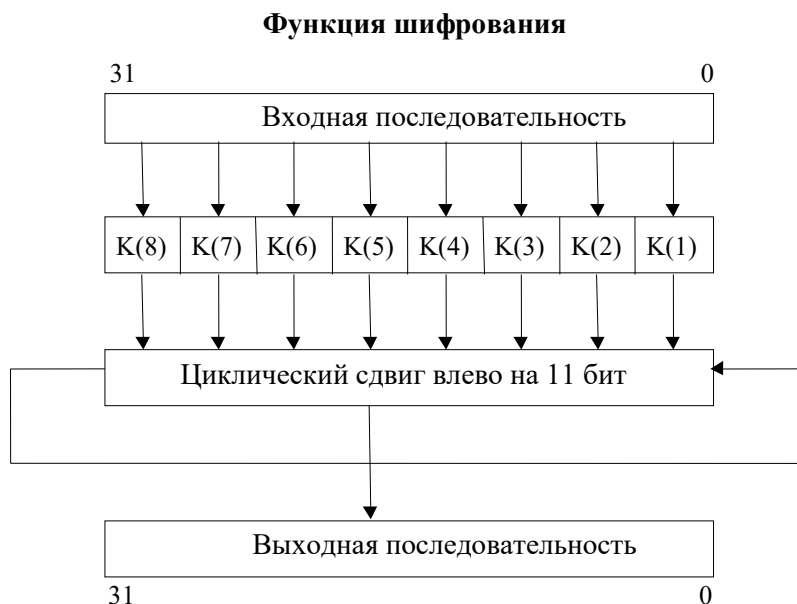 Функция шифрования
31 0
Входная последовательность
K(8) K(7) K(6) K(5) K(4) K(3) K(2) K(1)
Циклический сдвиг влево на 11 бит
Выходная последовательность
31 0